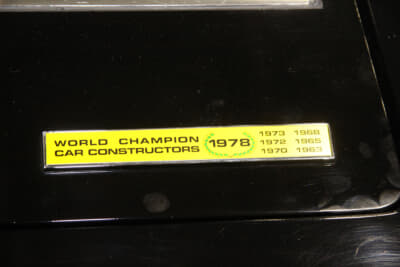 WORLD CHAMPION
CAR CONSTRUCTORS
1978
1973 1968
1972 1965
1970 1963